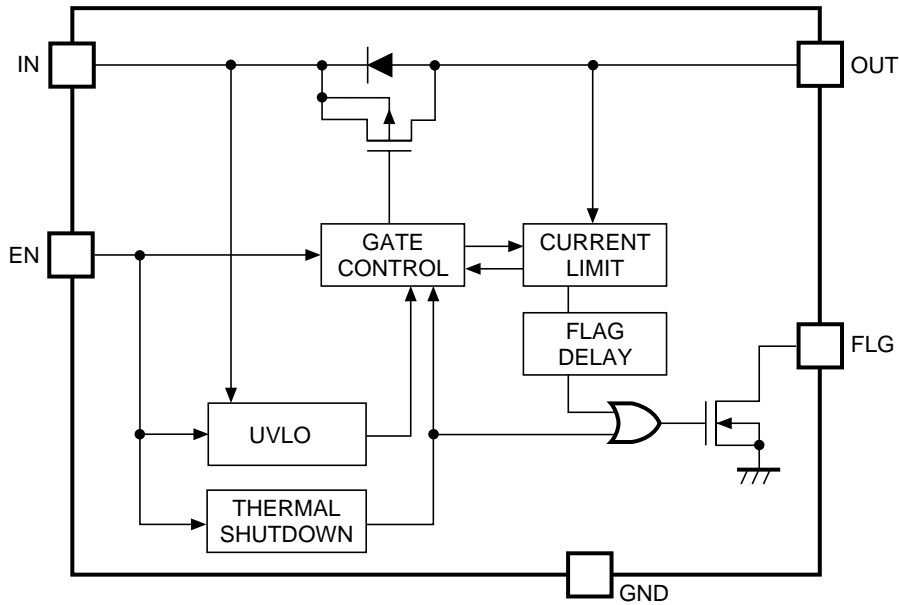 IN
OUT
EN
GATE
CONTROL
CURRENT
LIMIT
FLAG
DELAY
FLG
UVLO
THERMAL
SHUTDOWN
GND